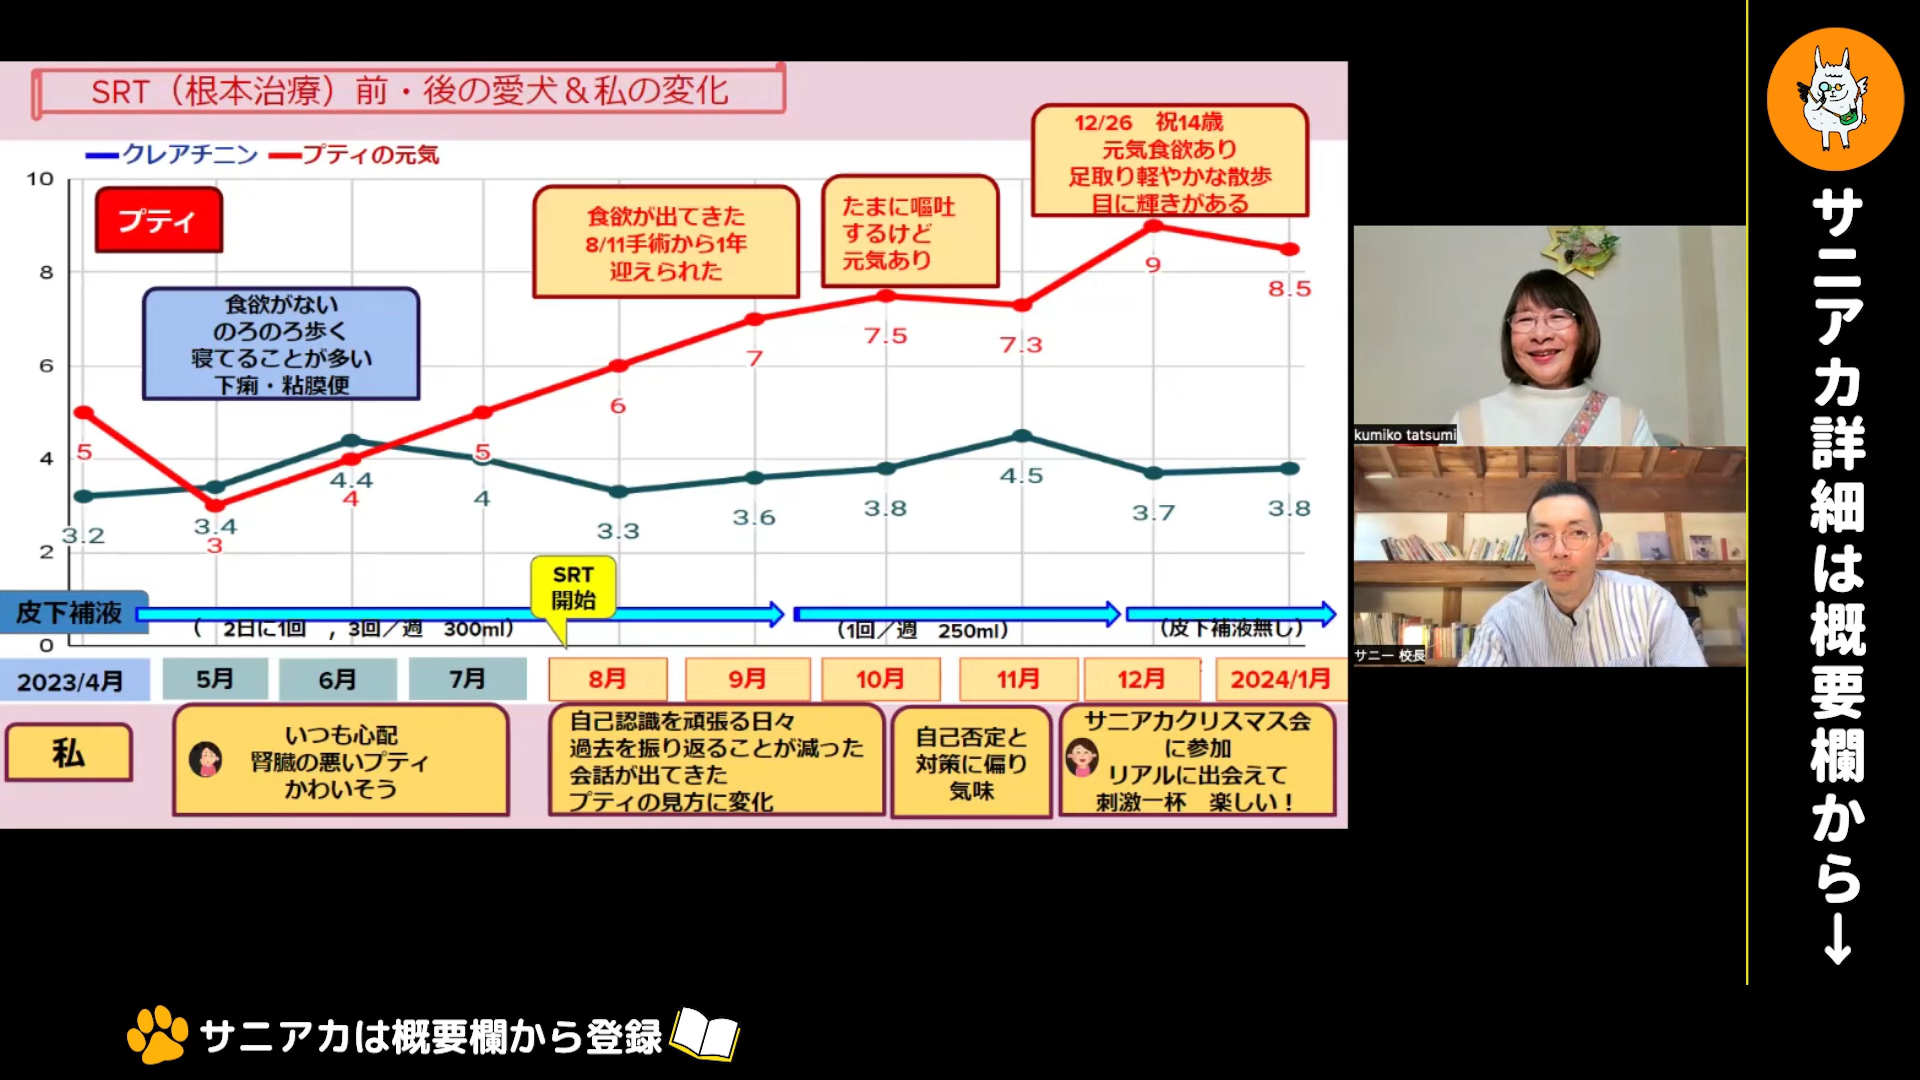 SRT（根本治療）前・後の愛犬＆私の変化
クレアチニン プティの元気
プティ
食欲がない
のろのろ歩く
寝てることが多い
下痢・粘膜便
食欲が出てきた
8/11手術から1年
迎えられた
たまに嘔吐
するけど
元気あり
12/26 祝14歳
元気食欲あり
足取り軽やかな散歩
目に輝きがある
10
8
6
4
2
0
5
3
4
5
6
7
7.5
7.3
9
8.5
3.2
3.4
4.4
4
3.3
3.6
3.8
4.5
3.7
3.8
SRT
開始
皮下補液
（ 2日に1回 , 3回／週 300ml）
（1回／週 250ml）
（皮下補液無し）
2023/4月 5月 6月 7月 8月 9月 10月 11月 12月 2024/1月
私
いつも心配
腎臓の悪いプティ
かわいそう
自己認識を頑張る日々
過去を振り返ることが減った
会話が出てきた
プティの見方に変化
自己否定と
対策に偏り
気味
サニアカクリスマス会
に参加
リアルに出会えて
刺激一杯 楽しい！
kumiko tatsumi
サニー 校長
サニアカ詳細は概要欄から↓
サニアカは概要欄から登録